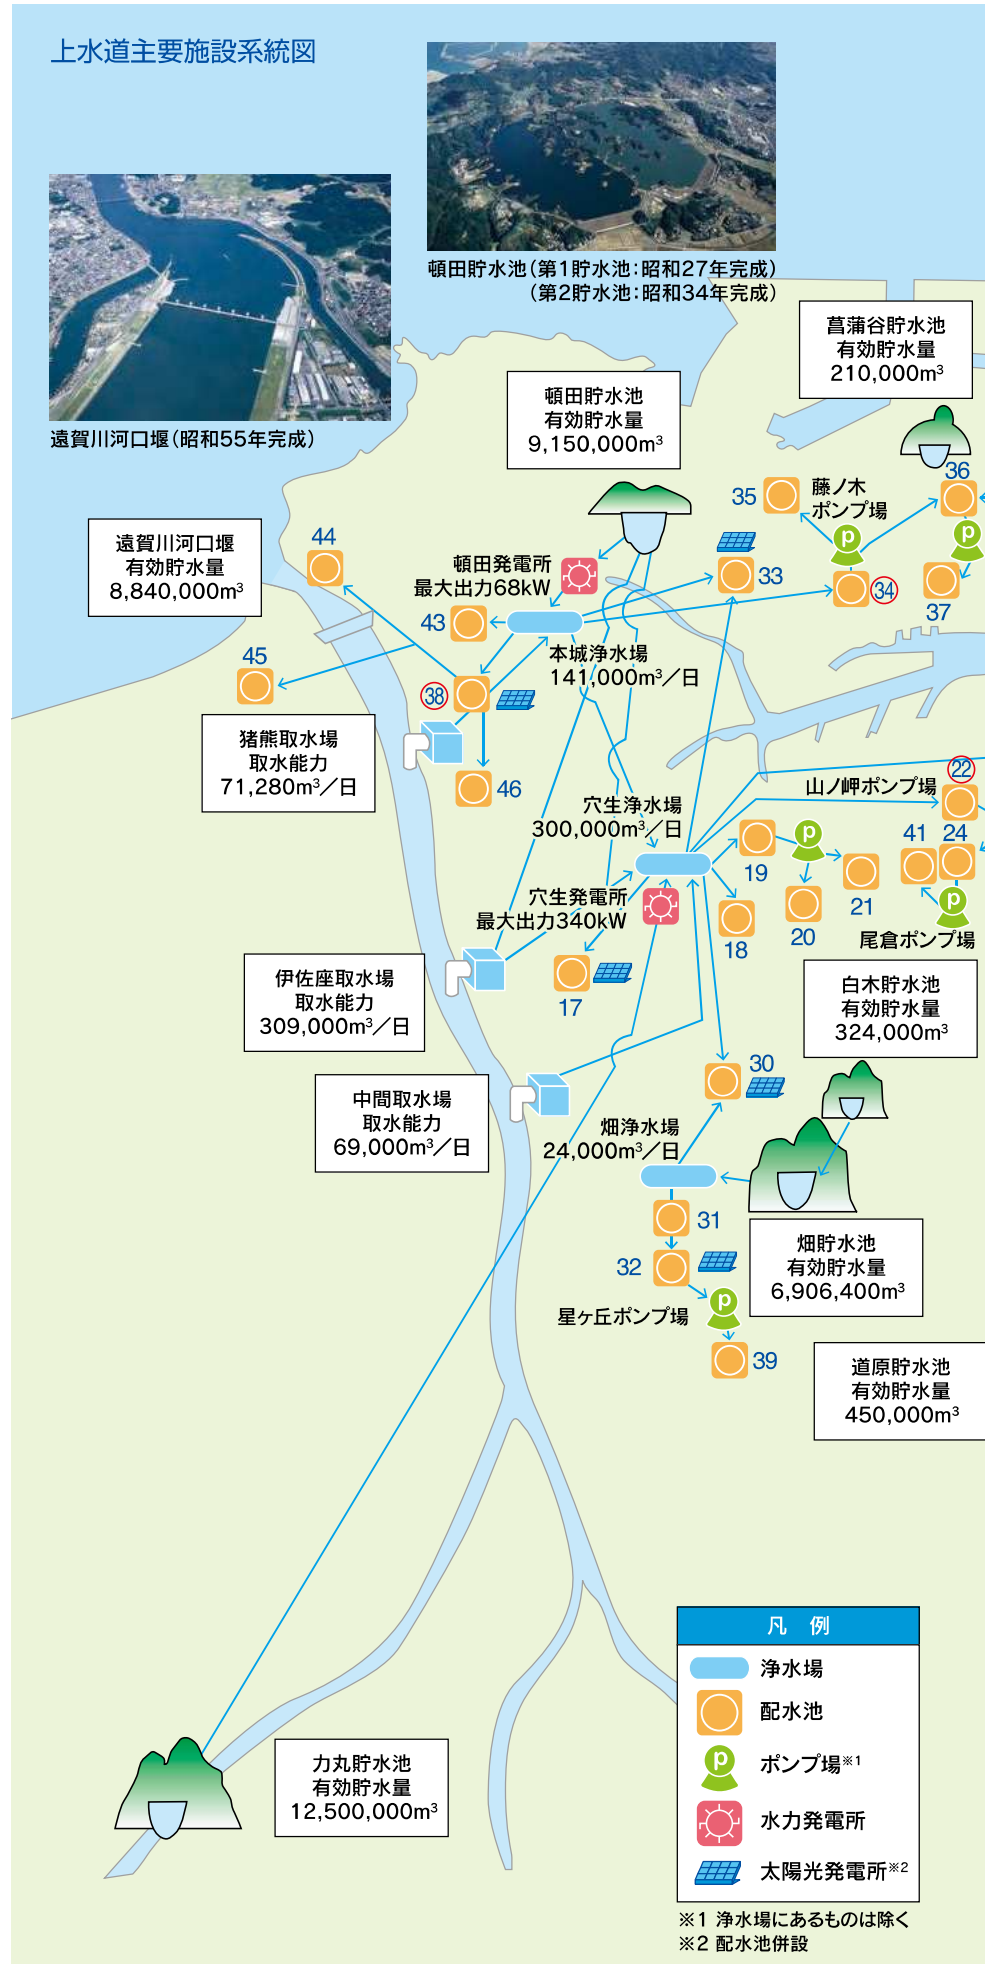 上水道主要施設系統図
頓田貯水池（第1貯水池：昭和27年完成）
（第2貯水池：昭和34年完成）
遠賀川河口堰（昭和55年完成）
菖蒲谷貯水池
有効貯水量
210,000m³
頓田貯水池
有効貯水量
9,150,000m³
36
35
藤ノ木
ポンプ場
P
P
遠賀川河口堰
有効貯水量
8,840,000m³
44
頓田発電所
最大出力68kW
33
34
37
43
45
本城浄水場
141,000m³／日
38
猪熊取水場
取水能力
71,280m³／日
46
22
山ノ岬ポンプ場
穴生浄水場
300,000m³／日
P
41
24
19
21
20
18
穴生発電所
最大出力340kW
P
尾倉ポンプ場
17
伊佐座取水場
取水能力
309,000m³／日
白木貯水池
有効貯水量
324,000m³
30
中間取水場
取水能力
69,000m³／日
畑浄水場
24,000m³／日
31
32
畑貯水池
有効貯水量
6,906,400m³
P
星ヶ丘ポンプ場
39
道原貯水池
有効貯水量
450,000m³
凡 例
浄水場
配水池
P
ポンプ場※1
水力発電所
太陽光発電所※2
※1 浄水場にあるものは除く
※2 配水池併設
力丸貯水池
有効貯水量
12,500,000m³